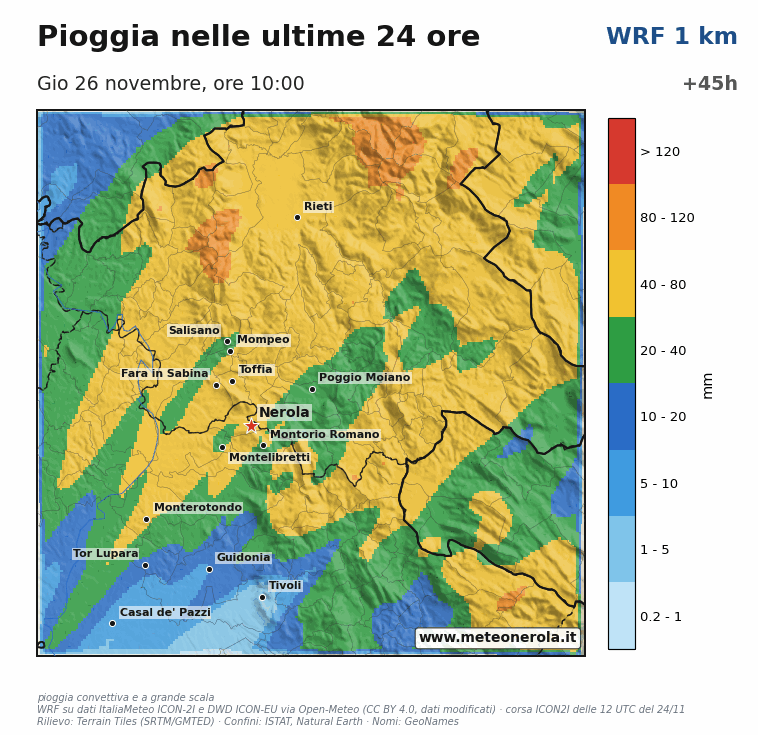 Pioggia nelle ultime 24 ore
WRF 1 km
Gio 26 novembre, ore 10:00
+45h
> 120
80 - 120
40 - 80
20 - 40
10 - 20
5 - 10
1 - 5
0.2 - 1
mm
Rieti
Salisano
Mompeo
Fara in Sabina
Toffia
Poggio Moiano
Nerola
Montorio Romano
Montelibretti
Monterotondo
Tor Lupara
Guidonia
Tivoli
Casal de' Pazzi
www.meteonerola.it
pioggia convettiva e a grande scala
WRF su dati ItaliaMeteo ICON-2I e DWD ICON-EU via Open-Meteo (CC BY 4.0, dati modificati) · corsa ICON2I delle 12 UTC del 24/11
Rilievo: Terrain Tiles (SRTM/GMTED) · Confini: ISTAT, Natural Earth · Nomi: GeoNames